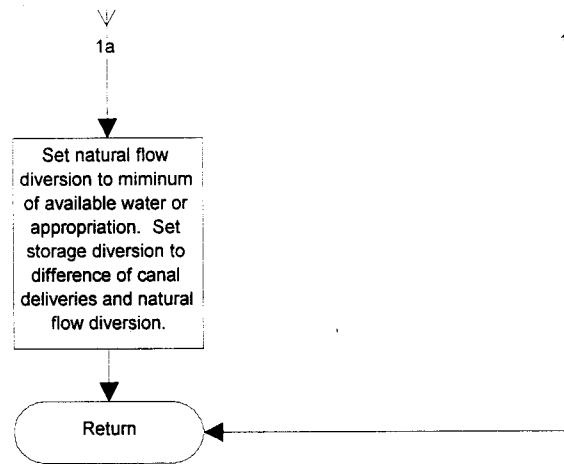 1a
Set natural flow
diversion to miminum
of available water or
appropriation. Set
storage diversion to
difference of canal
deliveries and natural
flow diversion.
Return